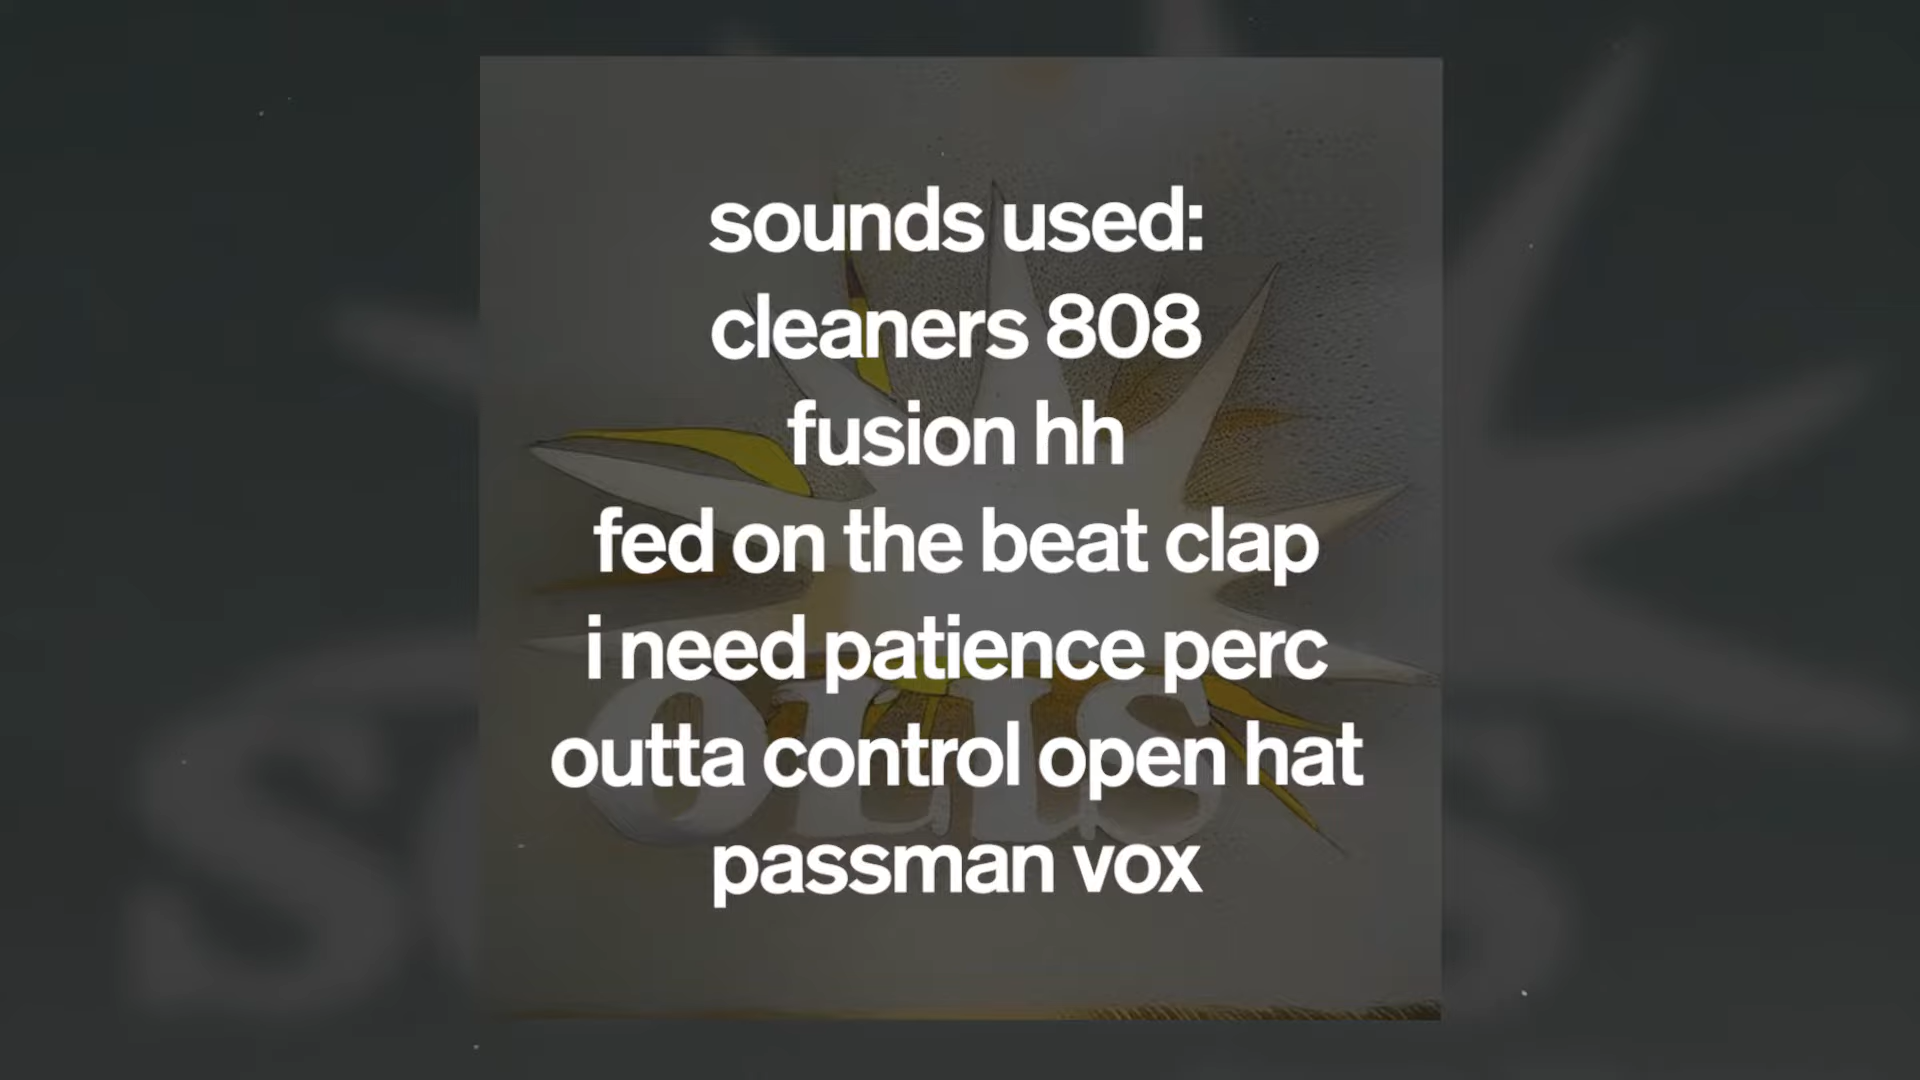 sounds used:
cleaners 808
fusion hh
fed on the beat clap
i need patience perc
outta control open hat
passman vox
OLIS